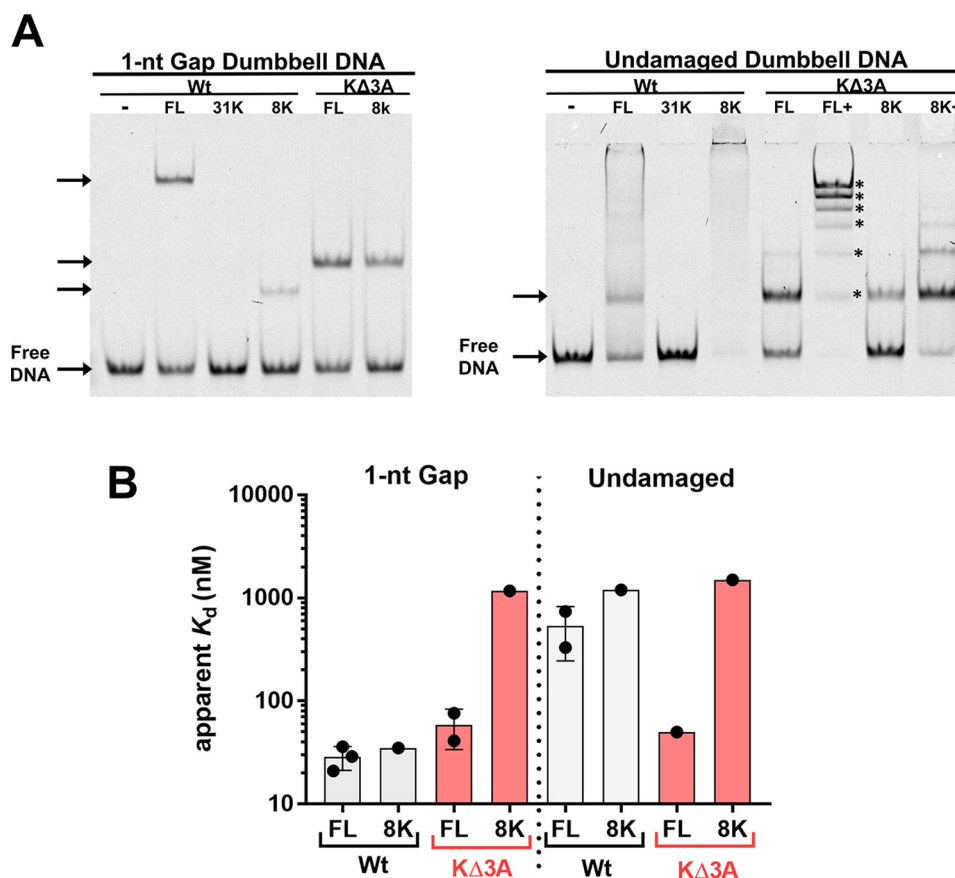 A
1-nt Gap Dumbbell DNA
Wt KΔ3A
- FL 31K 8K FL 8k
Free
DNA
Undamaged Dumbbell DNA
Wt KΔ3A
- FL 31K 8K FL FL+ 8K 8K+
*
*
*
*
*
*
Free
DNA
B
1-nt Gap Undamaged
apparent Kd (nM)
10000
1000
100
10
FL 8K FL 8K FL 8K FL 8K
Wt KΔ3A Wt KΔ3A